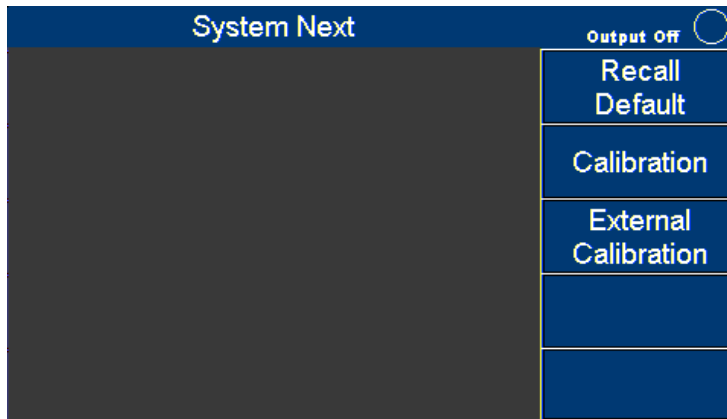 System Next
Output Off
Recall
Default
Calibration
External
Calibration